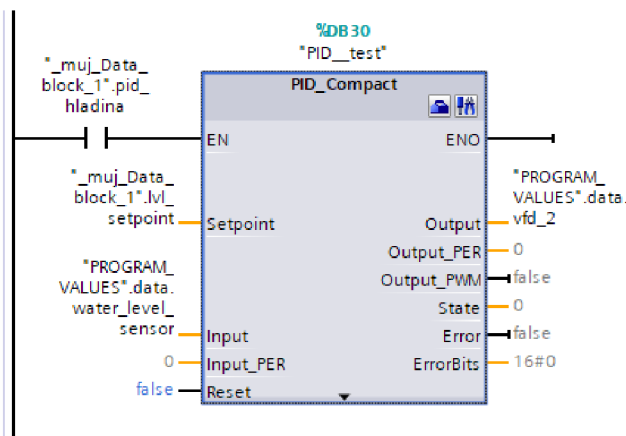 %DB30
"PID__test"
"_muj_Data_
block_1".pid_
hladina
PID_Compact
EN
ENO
"_muj_Data_
block_1".lvl_
setpoint
Setpoint
"PROGRAM_
VALUES".data.
vfd_2
Output
Output_PER
0
Output_PWM
false
"PROGRAM_
VALUES".data.
water_level_
sensor
State
0
Input
Error
false
0
Input_PER
ErrorBits
16#0
false
Reset